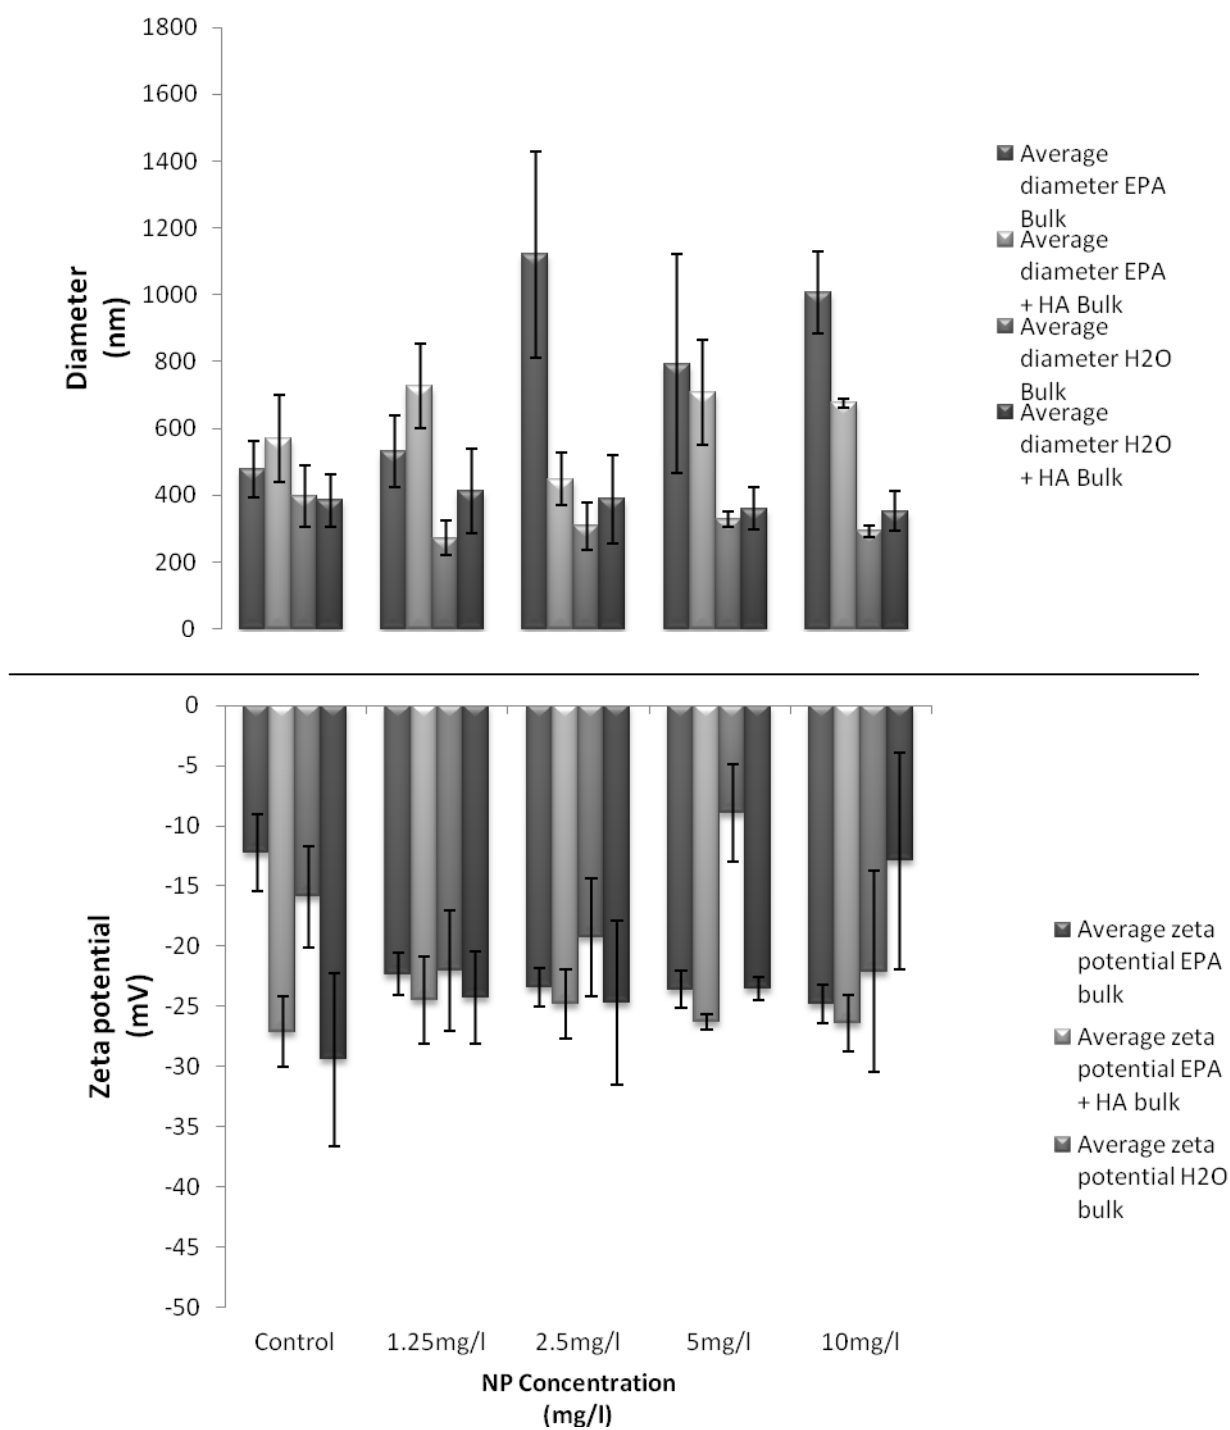 1800
1600
1400
1200
1000
800
600
400
200
0
Diameter
(nm)
Average
diameter EPA
Bulk
Average
diameter EPA
+ HA Bulk
Average
diameter H2O
Bulk
Average
diameter H2O
+ HA Bulk
0
-5
-10
-15
-20
-25
-30
-35
-40
-45
-50
Zeta potential
(mV)
Average zeta
potential EPA
bulk
Average zeta
potential EPA
+ HA bulk
Average zeta
potential H2O
bulk
Control 1.25mg/l 2.5mg/l 5mg/l 10mg/l
NP Concentration
(mg/l)